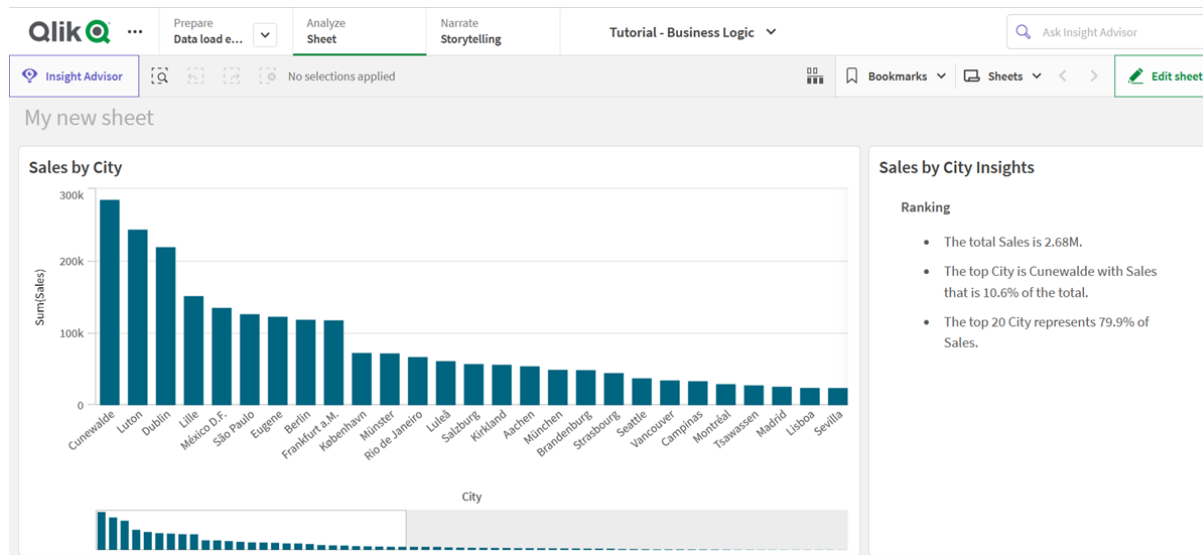 Qlik
Prepare
Data load e...
Analyze
Sheet
Narrate
Storytelling
Tutorial - Business Logic
Ask Insight Advisor
Insight Advisor
No selections applied
Bookmarks
Sheets
Edit sheet
My new sheet
Sales by City
300k
200k
100k
0
Sum(Sales)
Cunewalde
Luton
Dublin
Lille
México D.F.
São Paulo
Eugene
Berlin
Frankfurt a.M.
København
Münster
Rio de Janeiro
Luleå
Salzburg
Kirkland
Aachen
München
Brandenburg
Strasbourg
Seattle
Vancouver
Campinas
Montréal
Tsawassen
Madrid
Lisboa
Sevilla
City
Sales by City Insights
Ranking
• The total Sales is 2.68M.
• The top City is Cunewalde with Sales
that is 10.6% of the total.
• The top 20 City represents 79.9% of
Sales.